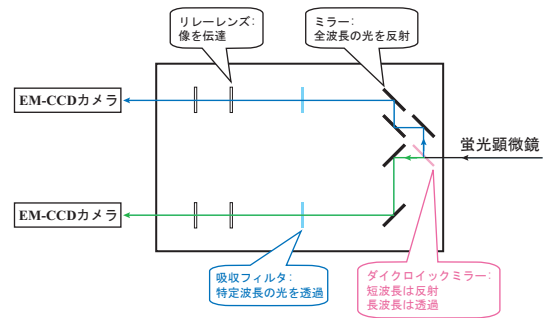 リレーレンズ:
像を伝達
ミラー:
全波長の光を反射
EM-CCDカメラ
蛍光顕微鏡
EM-CCDカメラ
吸収フィルタ:
特定波長の光を透過
ダイクロイックミラー:
短波長は反射
長波長は透過